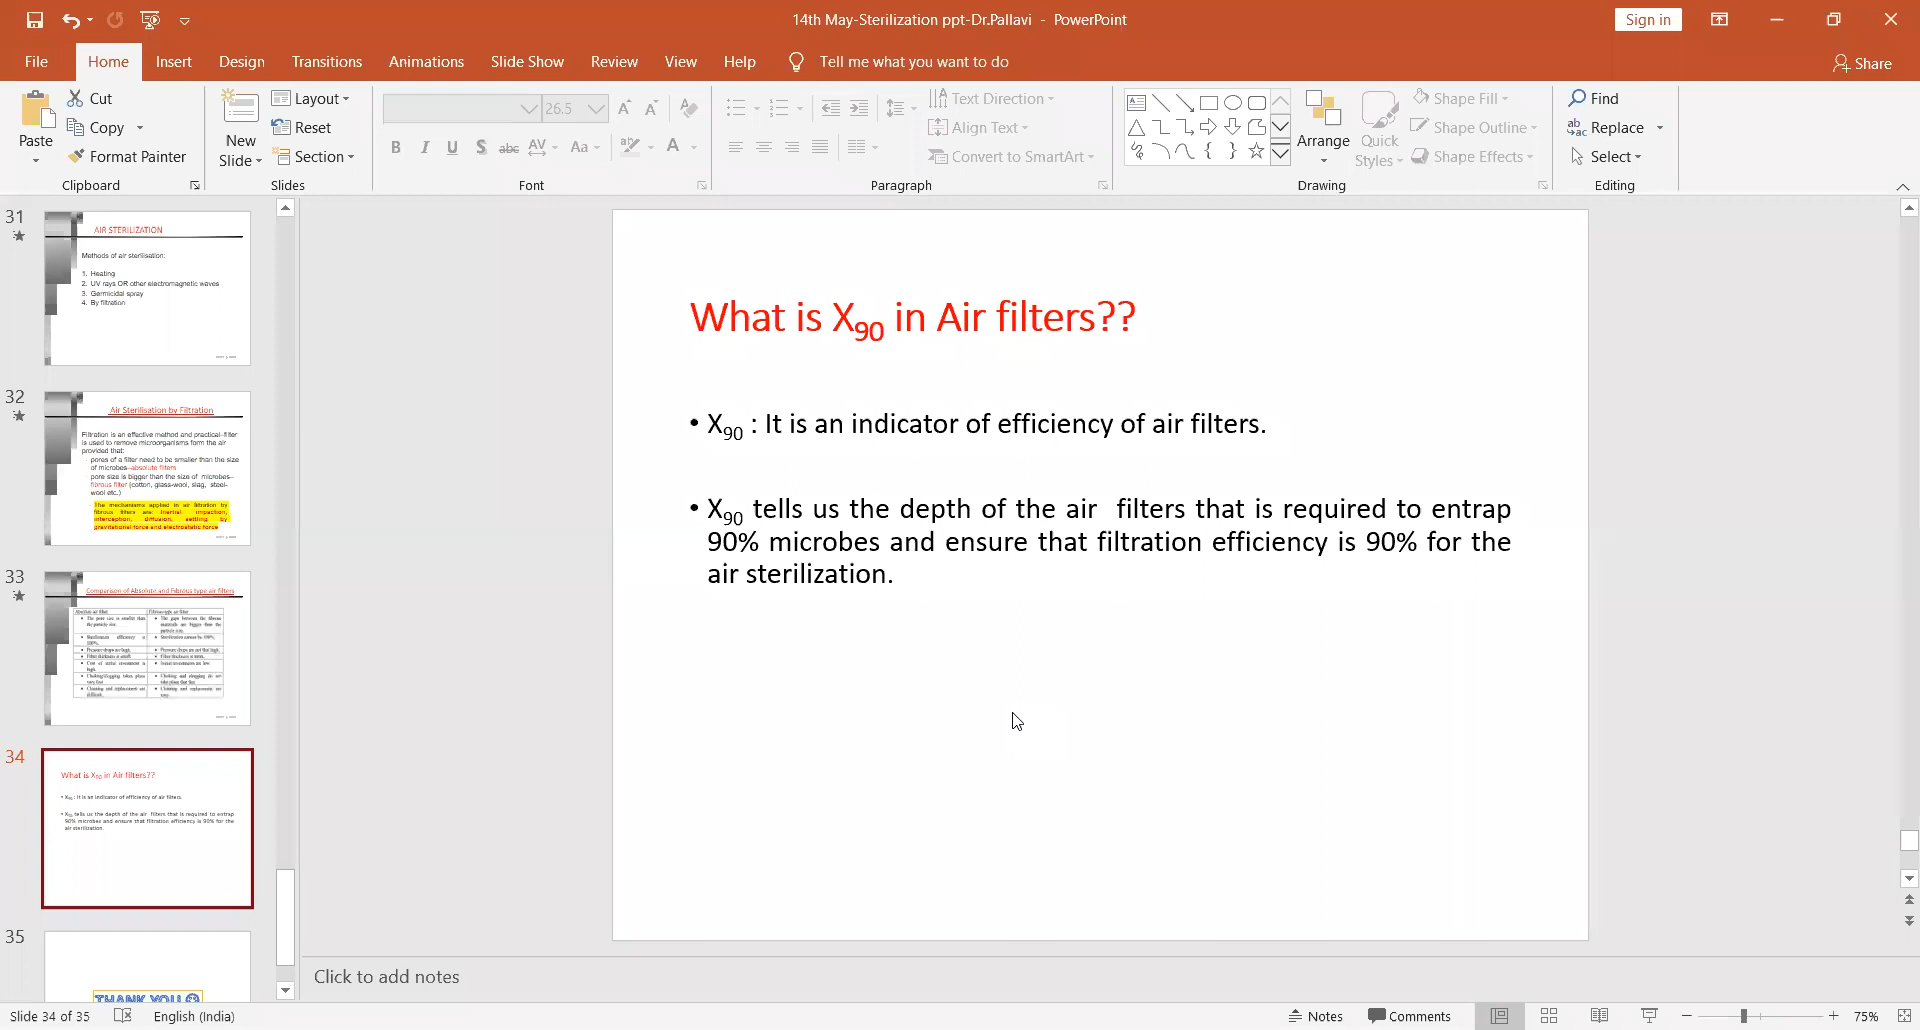 14th May-Sterilization ppt-Dr.Pallavi - PowerPoint
Sign in
File Home Insert Design Transitions Animations Slide Show Review View Help Tell me what you want to do
Share
Paste
Cut
Copy
Format Painter
Clipboard
New Slide
Layout
Reset
Section
Slides
26.5
B I U S abc AV Aa A
Font
Text Direction
Align Text
Convert to SmartArt
Paragraph
Arrange
Quick Styles
Shape Fill
Shape Outline
Shape Effects
Drawing
Find
Replace
Select
Editing
31
AIR STERILIZATION
Methods of air sterilisation:
1. Heating
2. UV rays OR other electromagnetic waves
3. Germicidal spray
4. By filtration
32
Air Sterilisation by Filtration
Filtration is an effective method and practical-filter
is used to remove microorganisms form the air
provided that:
pores of a filter need to be smaller than the size
of microbes-absolute filters
pore size is bigger than the size of microbes-
fibrous filter (cotton, glass-wool, slag, steel-
wool etc.)
The mechanisms applied in air filtration by
fibrous filters are: Inertial impaction,
interception, diffusion, settling by
gravitational force and electrostatic force
33
Comparison of Absolute and Fibrous type air filters
34
What is X90 in Air filters??
• X90 : It is an indicator of efficiency of air filters.
• X90 tells us the depth of the air filters that is required to entrap
90% microbes and ensure that filtration efficiency is 90% for the
air sterilization.
35
THANK YOU
What is X90 in Air filters??
• X90 : It is an indicator of efficiency of air filters.
• X90 tells us the depth of the air filters that is required to entrap
90% microbes and ensure that filtration efficiency is 90% for the
air sterilization.
Click to add notes
Slide 34 of 35 English (India) Notes Comments 75%